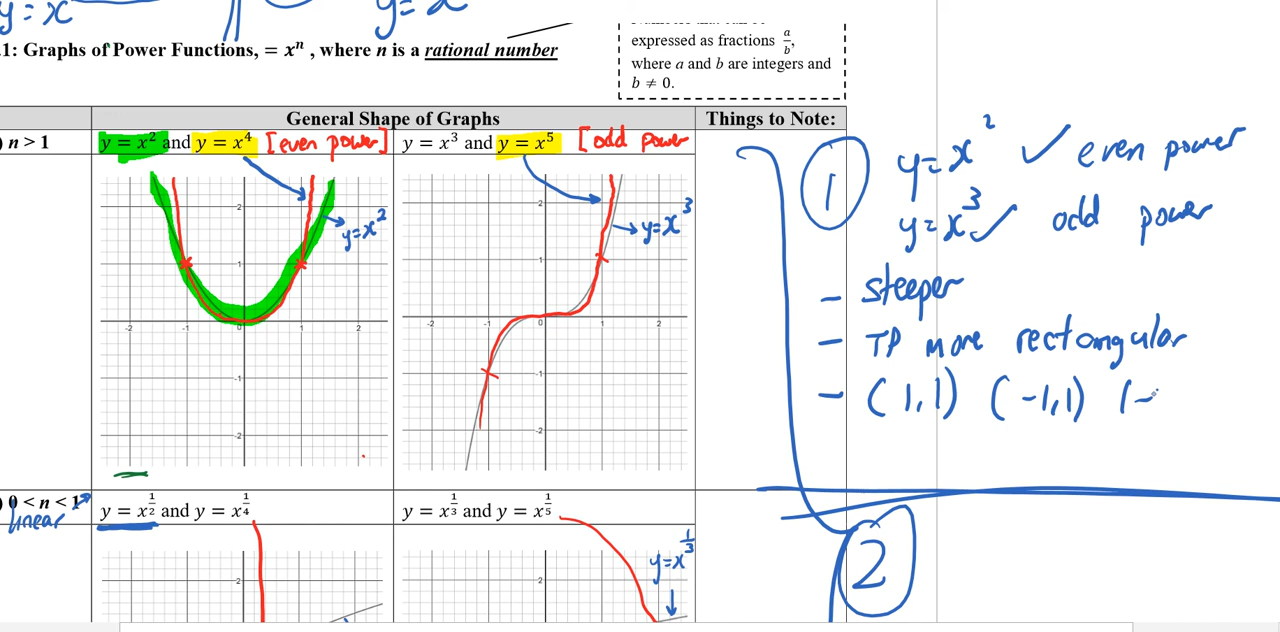 y=x
y=x
.1: Graphs of Power Functions, = xⁿ , where n is a rational number
expressed as fractions a/b,
where a and b are integers and
b ≠ 0.
General Shape of Graphs
Things to Note:
) n > 1
y = x² and y = x⁴ [even power]
y = x³ and y = x⁵ [odd power
2
y=x²
-1
-2 -1 0 1 2
-1
-2
2
y=x³
1
-2 -1 0 1 2
-1
-2
1
y=x² ✓ even power
y=x³ ✓ odd power
- steeper
- TP more rectangular
- (1,1) (-1,1) (-
) 0 < n < 1
linear
y = x^(1/2) and y = x^(1/4)
y = x^(1/3) and y = x^(1/5)
2
2
y=x^(1/3)
2